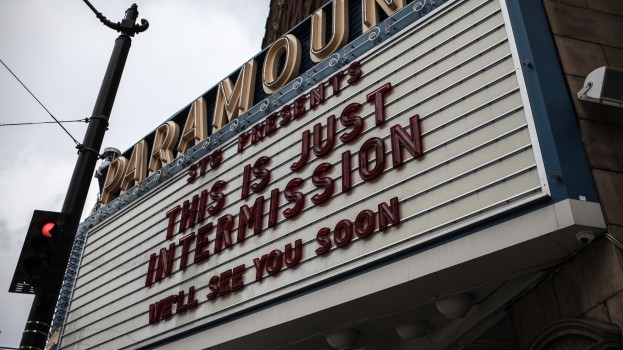 PARAMOUNT
STG PRESENTS
THIS IS JUST
INTERMISSION
WE'LL SEE YOU SOON